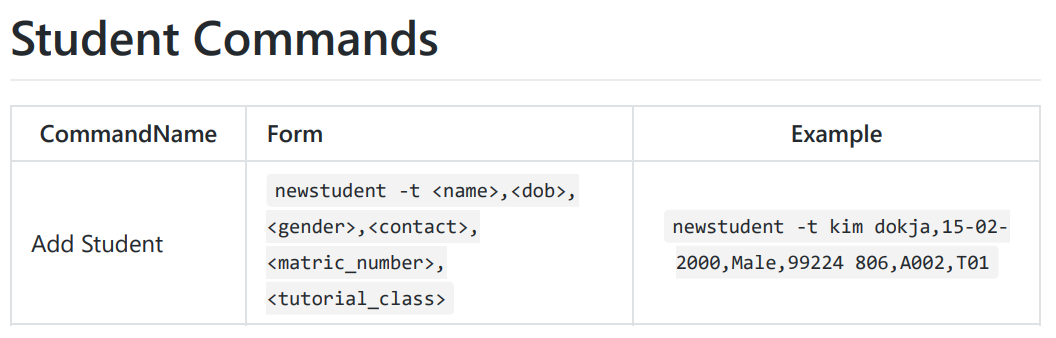 Student Commands
CommandName
Form
Example
Add Student
newstudent -t <name>,<dob>,
<gender>,<contact>,
<matric_number>,
<tutorial_class>
newstudent -t kim dokja,15-02-
2000,Male,99224 806,A002,T01